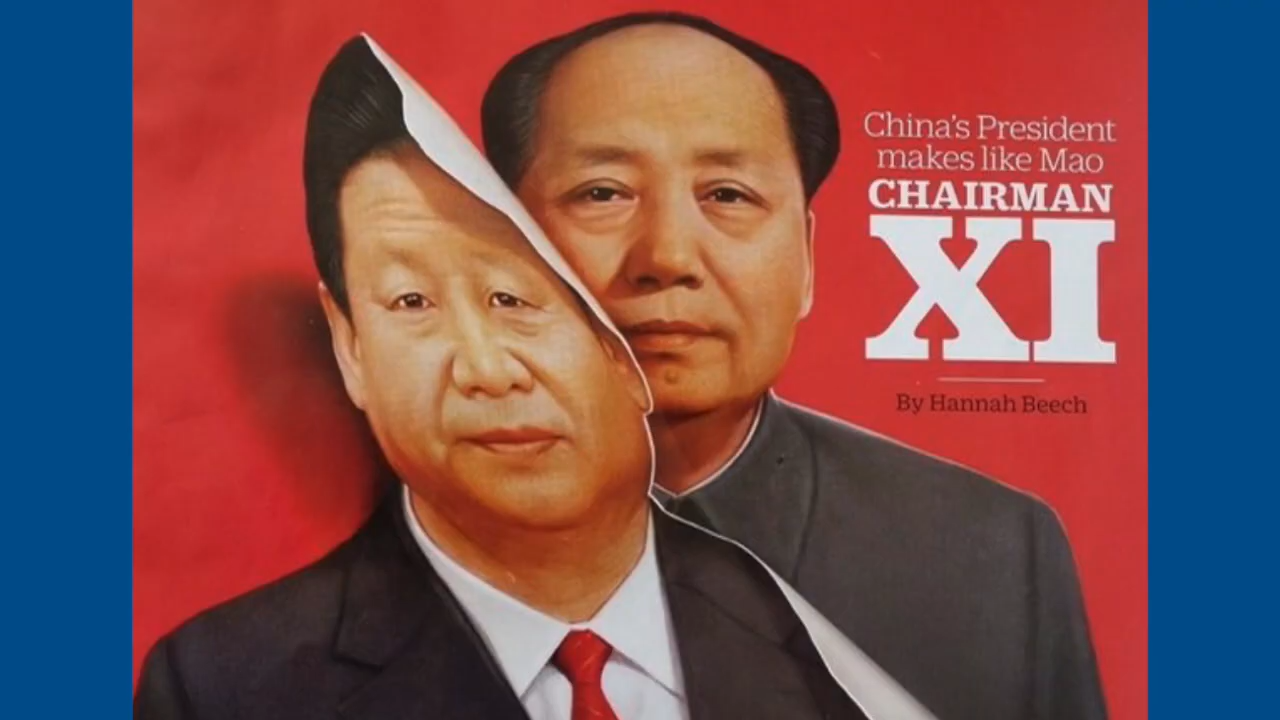 China's President
makes like Mao
CHAIRMAN
XI
By Hannah Beech